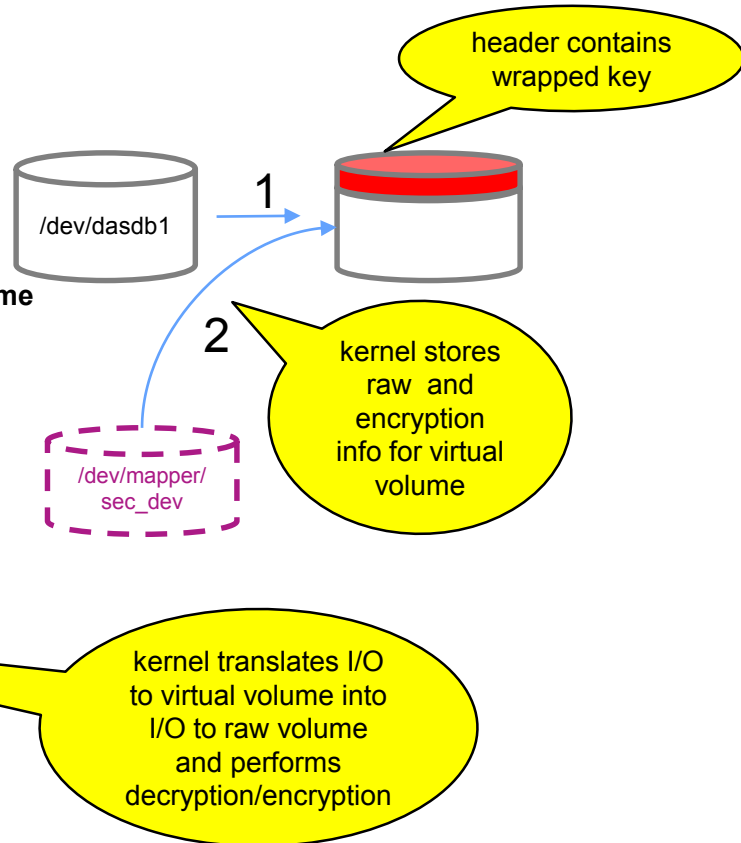 header contains
wrapped key
/dev/dasdb1
1
me
2
kernel stores
raw and
encryption
info for virtual
volume
/dev/mapper/
sec_dev
kernel translates I/O
to virtual volume into
I/O to raw volume
and performs
decryption/encryption